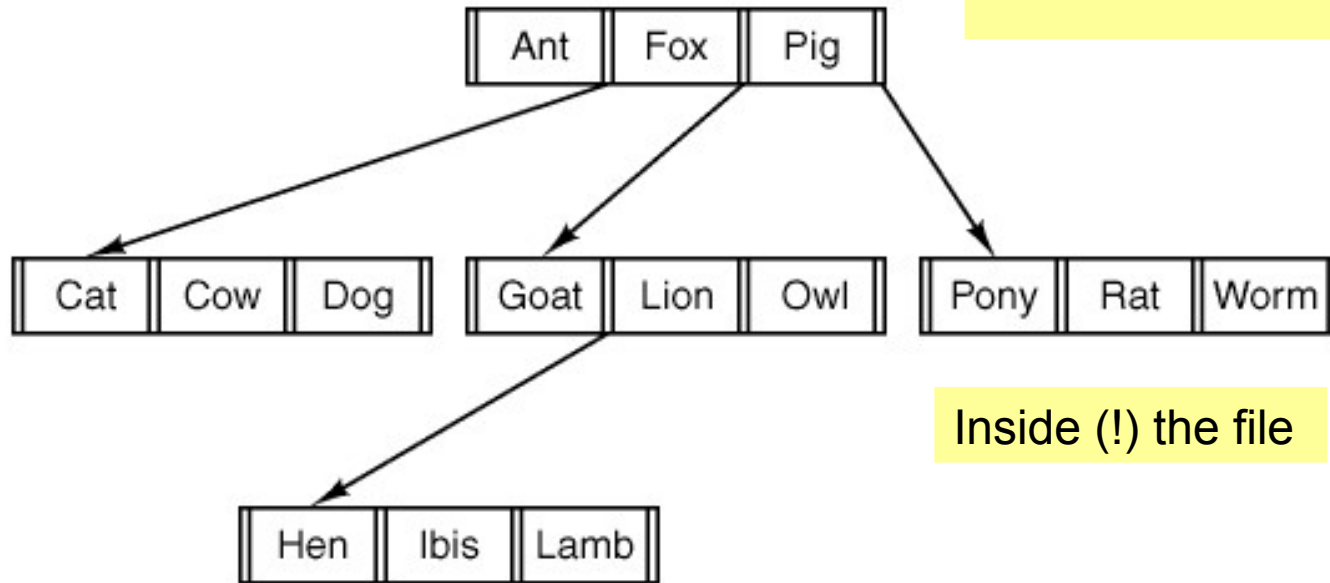 Ant Fox Pig
Cat Cow Dog Goat Lion Owl Pony Rat Worm
Inside (!) the file
Hen Ibis Lamb